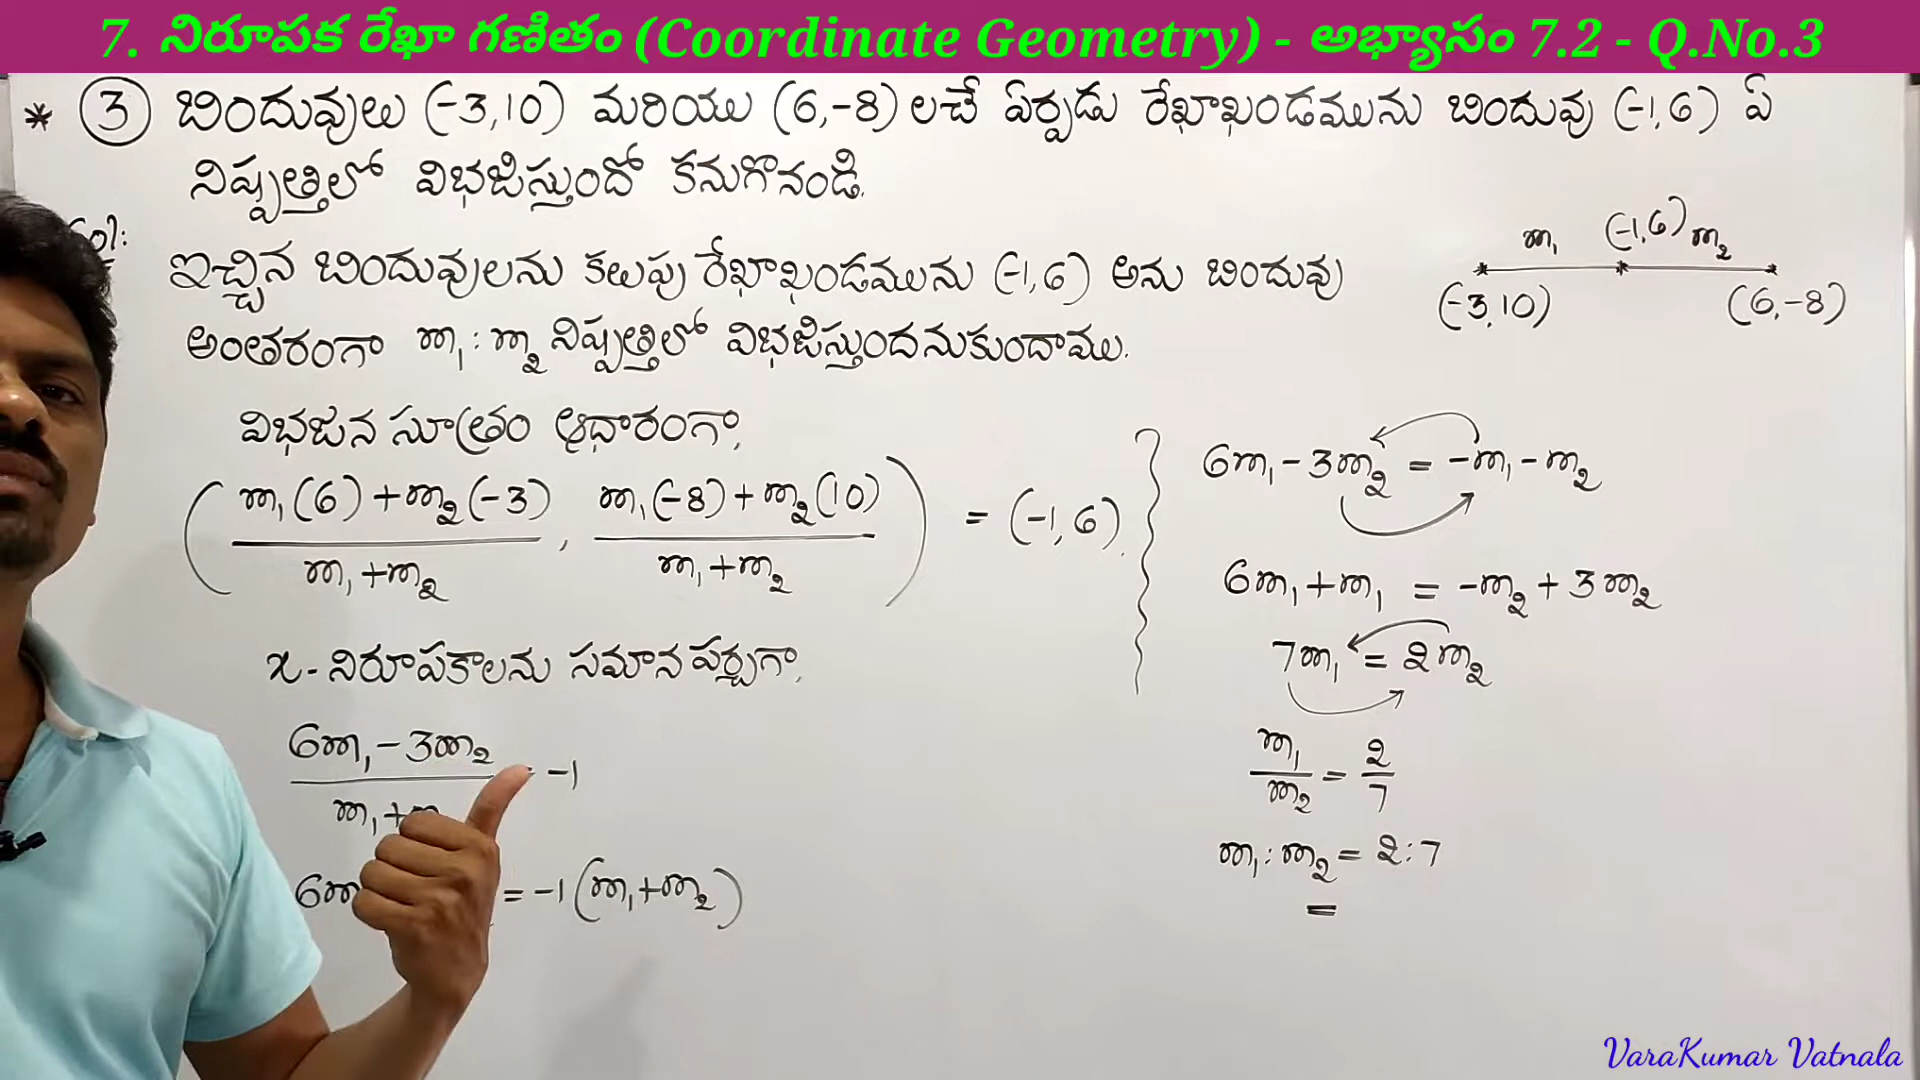 7. నిరూపక రేఖా గణితం (Coordinate Geometry) - అభ్యాసం 7.2 - Q.No.3
* ③ బిందువులు (-3,10) మరియు (6,-8) లచే ఏర్పడు రేఖాఖండమును బిందువు (-1,6) ఏ
నిష్పత్తిలో విభజిస్తుందో కనుగొనండి.
Sol:
m₁ (-1,6) m₂
(-3,10) (6,-8)
ఇచ్చిన బిందువులను కలుపు రేఖాఖండమును (-1,6) అను బిందువు
అంతరంగా m₁ : m₂ నిష్పత్తిలో విభజిస్తుందనుకుందాము.
విభజన సూత్రం ఆధారంగా,
( m₁(6) + m₂(-3) / m₁+m₂ , m₁(-8) + m₂(10) / m₁+m₂ ) = (-1,6).
x - నిరూపకాలను సమాన పర్చగా,
6m₁ - 3m₂ / m₁+ = -1
6m = -1(m₁+m₂)
6m₁ - 3m₂ = -m₁ - m₂
6m₁ + m₁ = -m₂ + 3m₂
7m₁ = 2m₂
m₁/m₂ = 2/7
m₁ : m₂ = 2 : 7
VaraKumar Vatnala